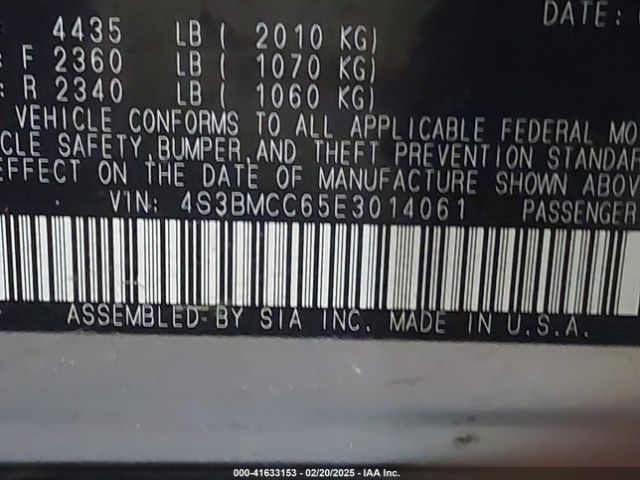 DATE:
4435 LB ( 2010 KG)
F 2360 LB ( 1070 KG)
R 2340 LB ( 1060 KG)
VEHICLE CONFORMS TO ALL APPLICABLE FEDERAL MO
CLE SAFETY,BUMPER,AND THEFT PREVENTION STANDAR
EFFECT ON THE DATE OF MANUFACTURE SHOWN ABOV
VIN: 4S3BMCC65E3014061 PASSENGER
ASSEMBLED BY SIA INC. MADE IN U.S.A.
000-41633153 — 02/20/2025 — IAA Inc.